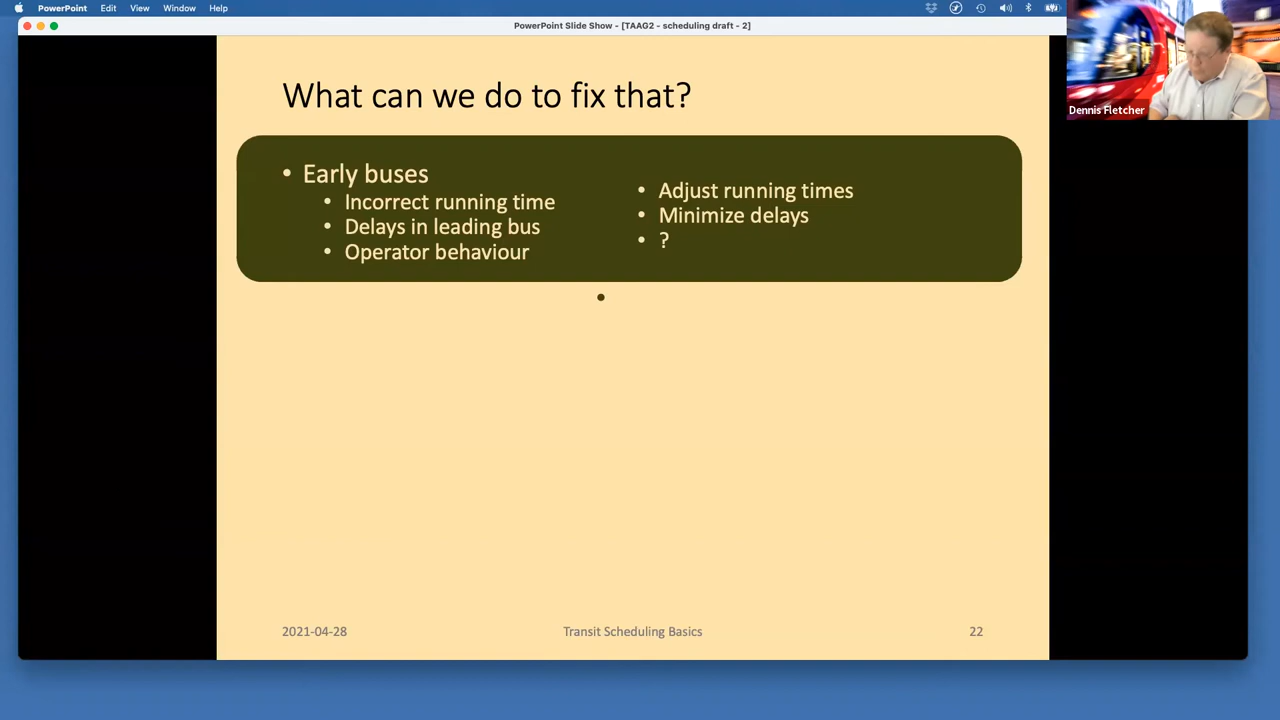 PowerPoint Edit View Window Help
PowerPoint Slide Show - [TAAG2 - scheduling draft - 2]
Dennis Fletcher
What can we do to fix that?
• Early buses
• Incorrect running time
• Delays in leading bus
• Operator behaviour
• Adjust running times
• Minimize delays
• ?
•
2021-04-28 Transit Scheduling Basics 22